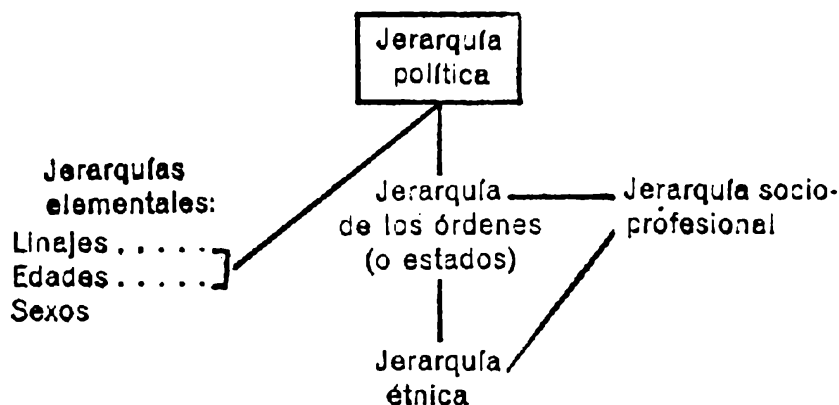 Jerarquía
política
Jerarquías
elementales:
Linajes . . . . .
Edades . . . . .
Sexos
Jerarquía
de los órdenes
(o estados)
Jerarquía socio-
profesional
Jerarquía
étnica